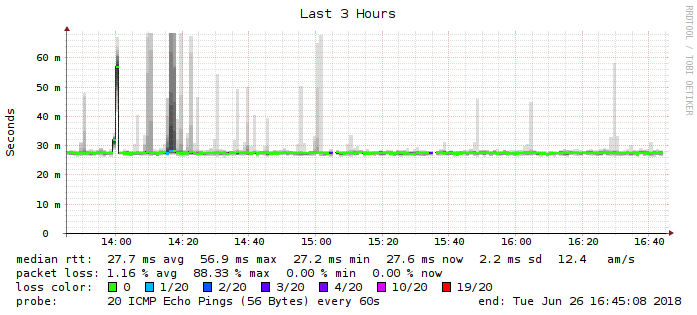 Last 3 Hours
RRDTOOL / TOBI OETIKER
Seconds
60 m
50 m
40 m
30 m
20 m
10 m
0
14:00 14:20 14:40 15:00 15:20 15:40 16:00 16:20 16:40
median rtt: 27.7 ms avg 56.9 ms max 27.2 ms min 27.6 ms now 2.2 ms sd 12.4 am/s
packet loss: 1.16 % avg 88.33 % max 0.00 % min 0.00 % now
loss color: 0 1/20 2/20 3/20 4/20 10/20 19/20
probe: 20 ICMP Echo Pings (56 Bytes) every 60s end: Tue Jun 26 16:45:08 2018